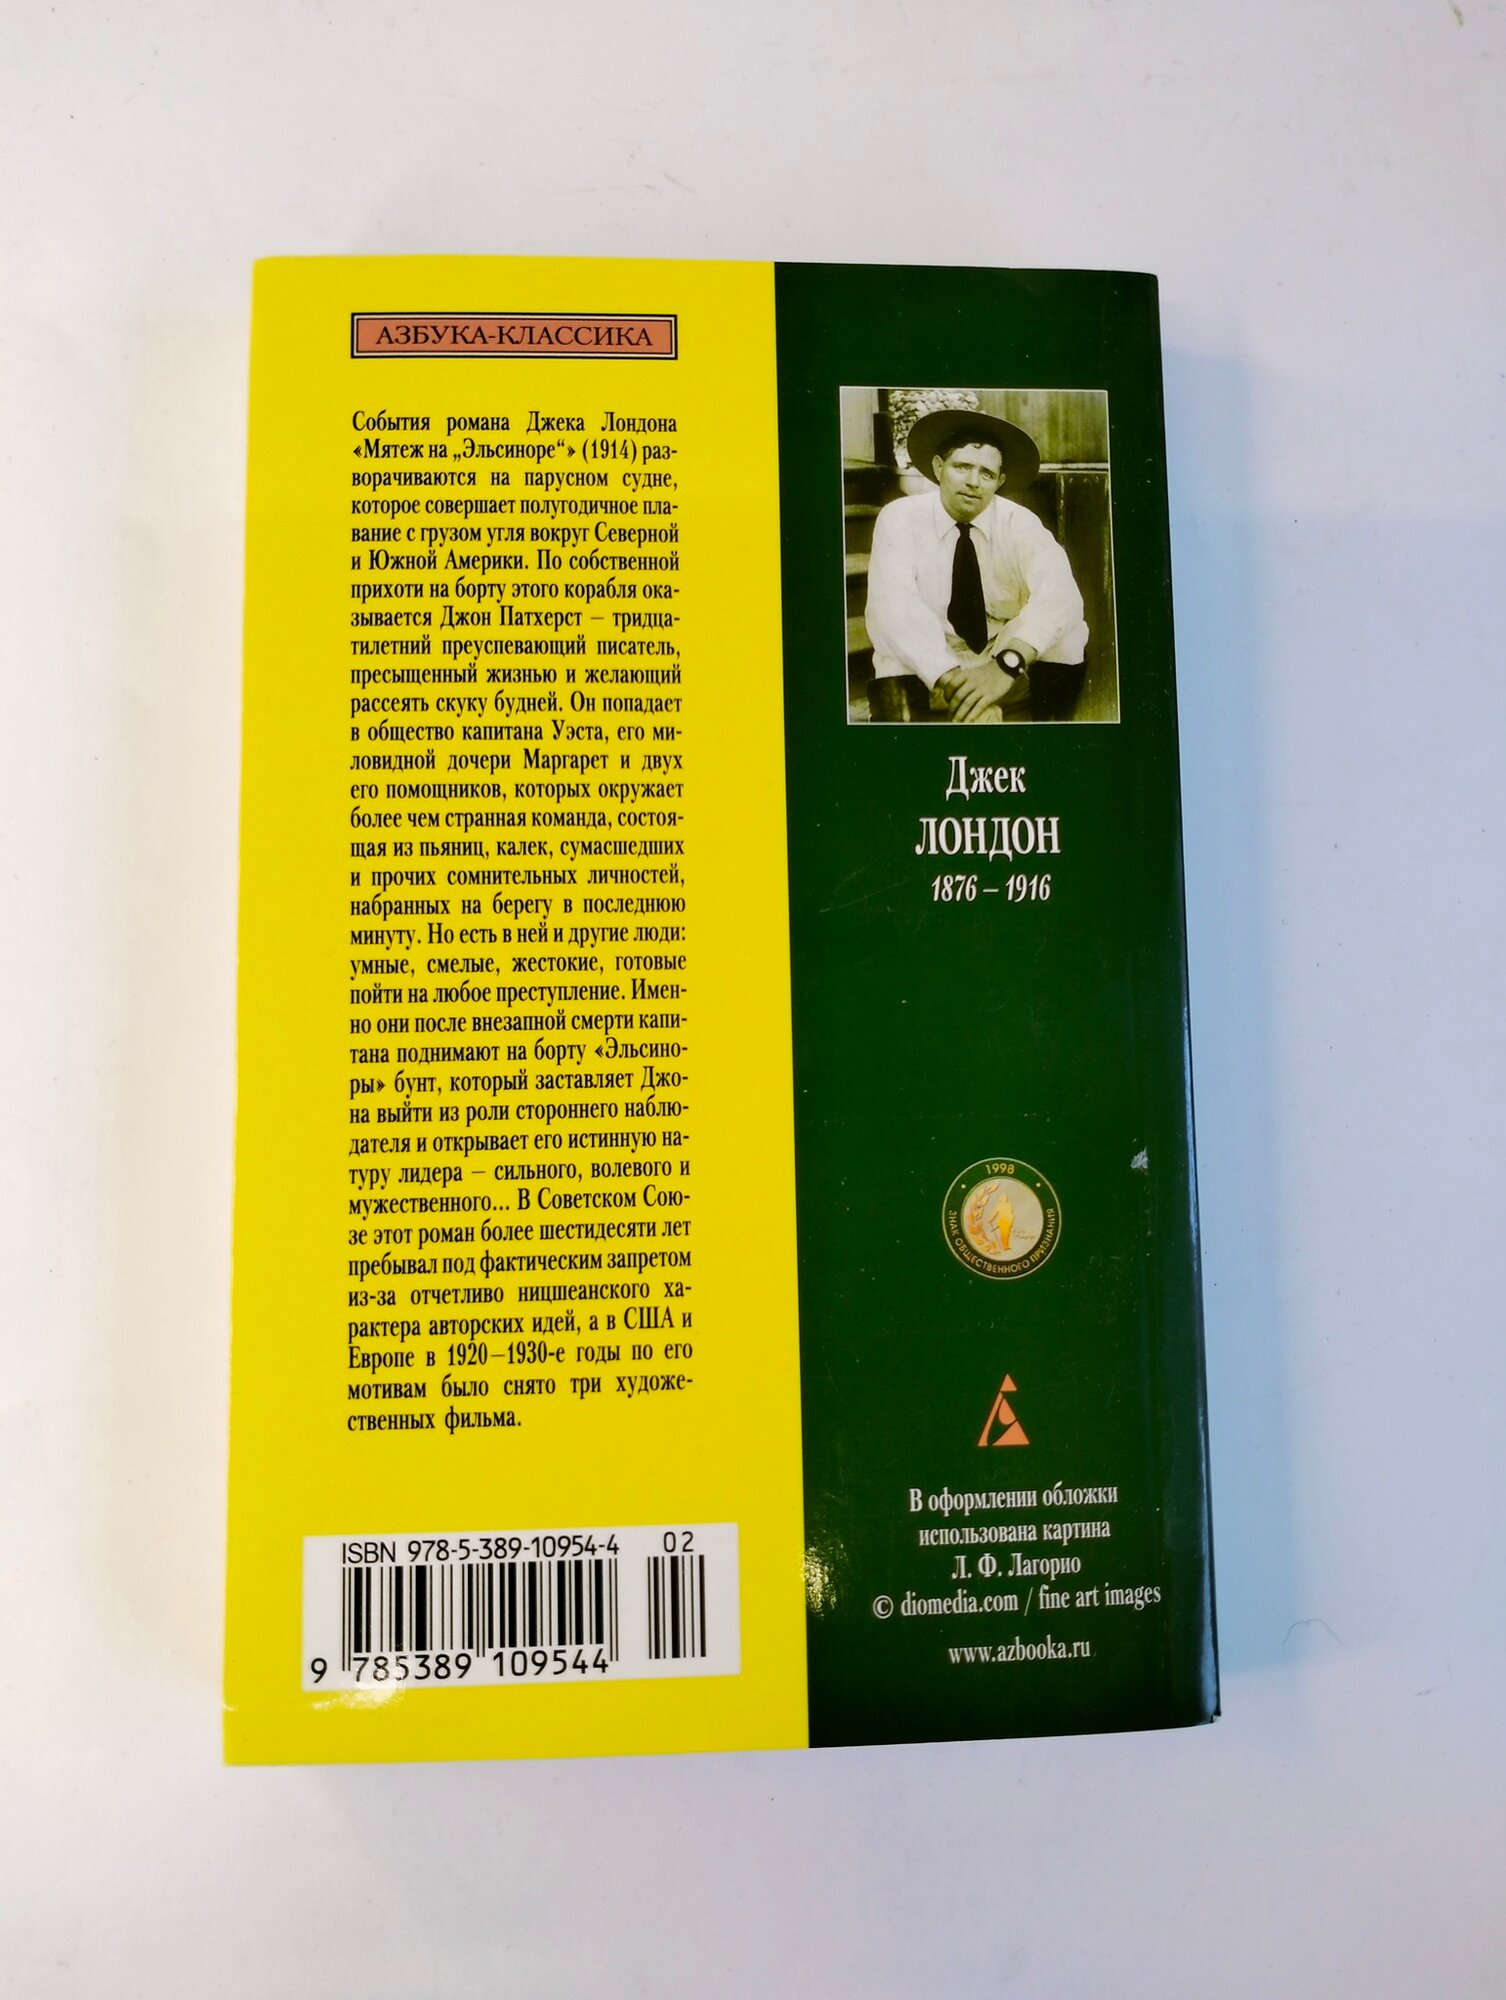 АЗБУКА-КЛАССИКА
События романа Джека Лондона
«Мятеж на „Эльсиноре“» (1914) раз-
ворачиваются на парусном судне,
которое совершает полугодичное пла-
вание с грузом угля вокруг Северной
и Южной Америки. По собственной
прихоти на борту этого корабля ока-
зывается Джон Патхерст – тридца-
тилетний преуспевающий писатель,
пресыщенный жизнью и желающий
рассеять скуку будней. Он попадает
в общество капитана Уэста, его ми-
ловидной дочери Маргарет и двух
его помощников, которых окружает
более чем странная команда, состоя-
щая из пьяниц, калек, сумасшедших
и прочих сомнительных личностей,
набранных на берегу в последнюю
минуту. Но есть в ней и другие люди:
умные, смелые, жестокие, готовые
пойти на любое преступление. Имен-
но они после внезапной смерти капи-
тана поднимают на борту «Эльсино-
ры» бунт, который заставляет Джо-
на выйти из роли стороннего наблю-
дателя и открывает его истинную на-
туру лидера – сильного, волевого и
мужественного... В Советском Сою-
зе этот роман более шестидесяти лет
пребывал под фактическим запретом
из-за отчетливо ницшеанского ха-
рактера авторских идей, а в США и
Европе в 1920–1930-е годы по его
мотивам было снято три художе-
ственных фильма.
ISBN 978-5-389-10954-4 02
9 785389 109544
Джек
ЛОНДОН
1876 – 1916
1998
ЗНАК ОБЩЕСТВЕННОГО ПРИЗНАНИЯ
В оформлении обложки
использована картина
Л. Ф. Лагорио
© diomedia.com / fine art images
www.azbooka.ru